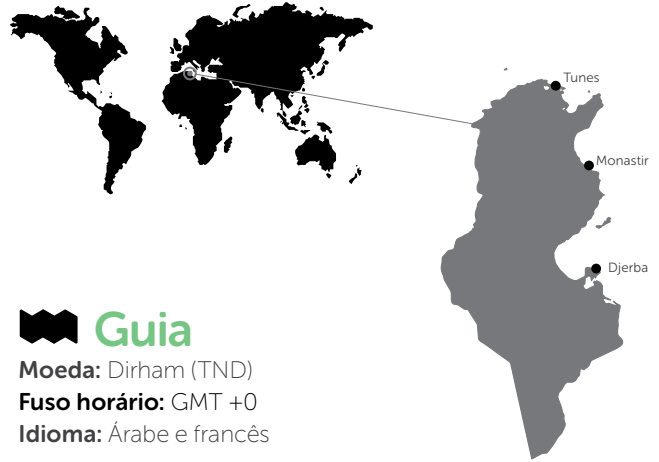 Tunes
Monastir
Djerba
Guia
Moeda: Dirham (TND)
Fuso horário: GMT +0
Idioma: Árabe e francês